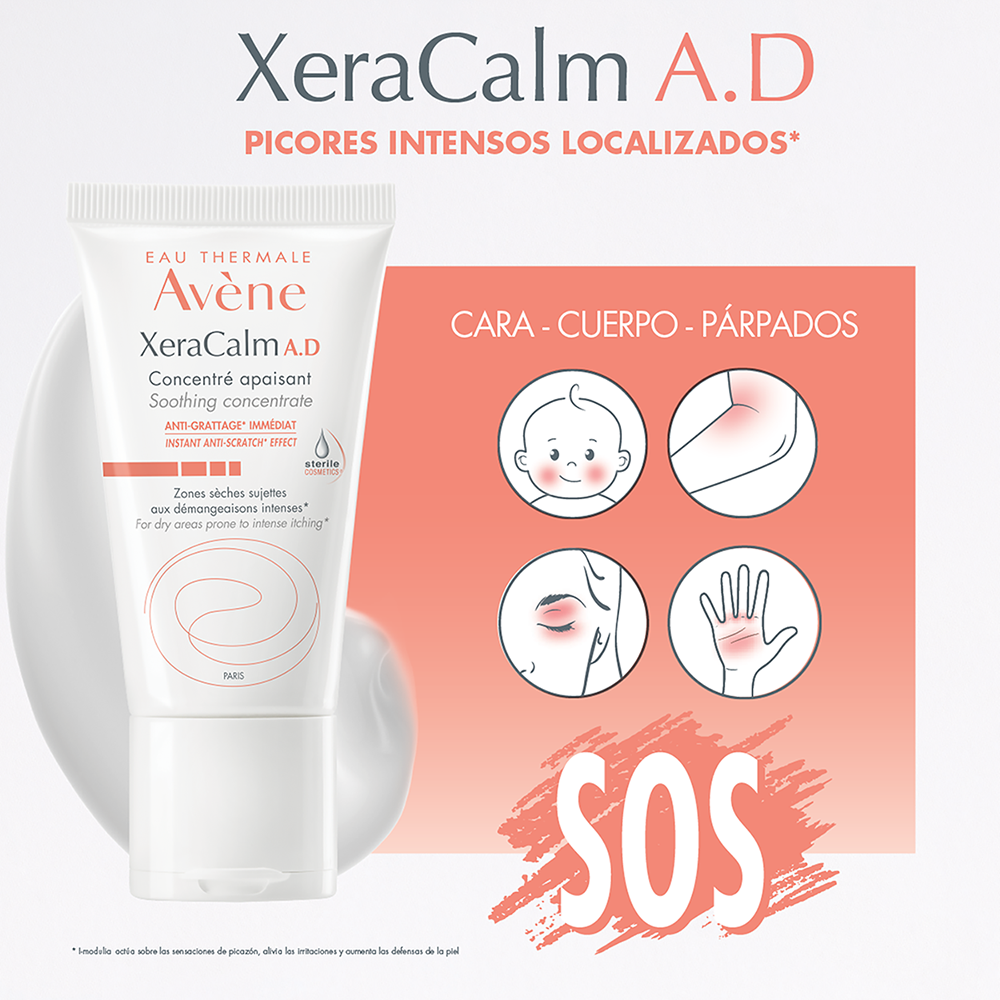 XeraCalm A.D
PICORES INTENSOS LOCALIZADOS*
EAU THERMALE
Avène
XeraCalm A.D
Concentré apaisant
Soothing concentrate
ANTI-GRATTAGE* IMMÉDIAT
INSTANT ANTI-SCRATCH* EFFECT
sterile
COSMETICS
Zones sèches sujettes
aux démangeaisons intenses*
For dry areas prone to intense itching*
PARIS
CARA - CUERPO - PÁRPADOS
SOS
* I-modulia actúa sobre las sensaciones de picazón, alivia las irritaciones y aumenta las defensas de la piel